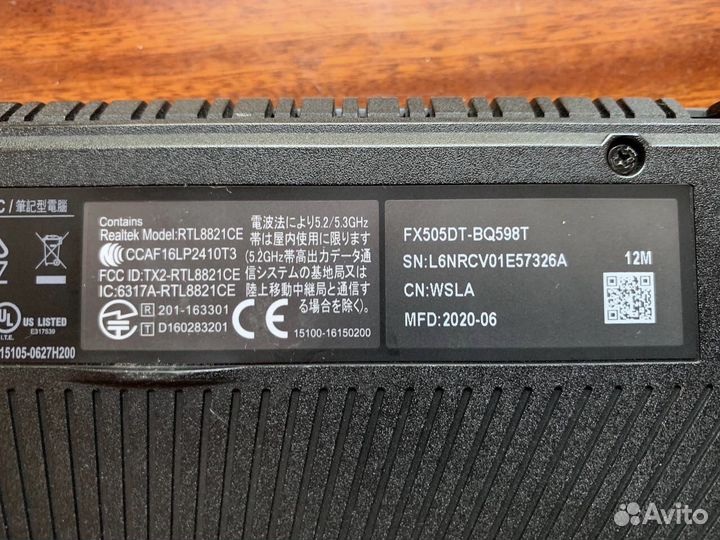 C / 筆記型電腦
UL US LISTED
E317539
I.T.E.
15105-0627H200
Contains
Realtek Model:RTL8821CE
CCAF16LP2410T3
FCC ID: TX2-RTL8821CE
IC:6317A-RTL8821CE
R 201-163301
T D160283201
電波法により5.2/5.3GHz
帯は屋内使用に限ります
(5.2GHz帯高出力データ通
信システムの基地局又は
陸上移動中継局と通信す
る場合を除く)。
CE
15100-16150200
FX505DT-BQ598T
SN:L6NRCV01E57326A
12M
CN:WSLA
MFD:2020-06
Avito